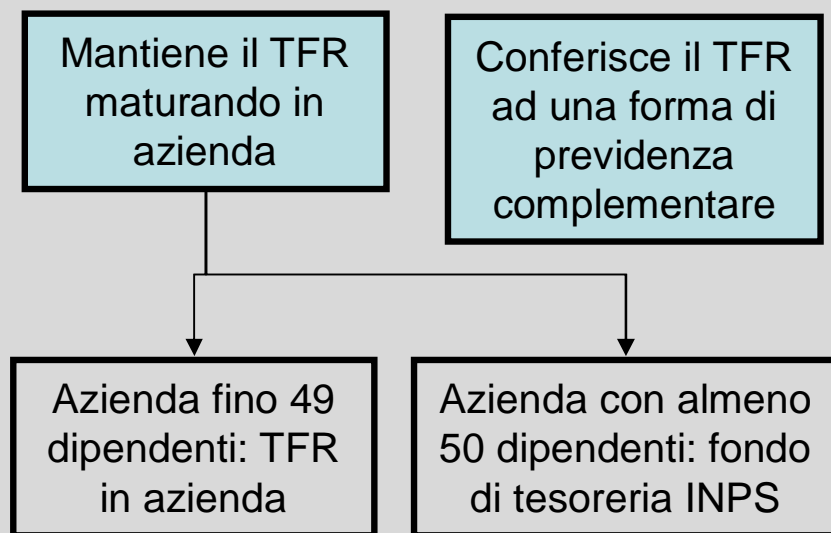 Mantiene il TFR
maturando in
azienda
Conferisce il TFR
ad una forma di
previdenza
complementare
Azienda fino 49
dipendenti: TFR
in azienda
Azienda con almeno
50 dipendenti: fondo
di tesoreria INPS